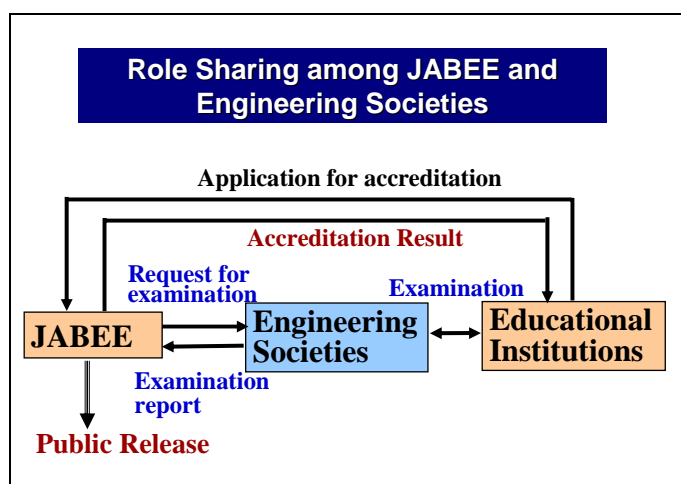 Role Sharing among JABEE and
Engineering Societies
Application for accreditation
Accreditation Result
Request for
examination
Examination
JABEE
Engineering
Societies
Educational
Institutions
Examination
report
Public Release